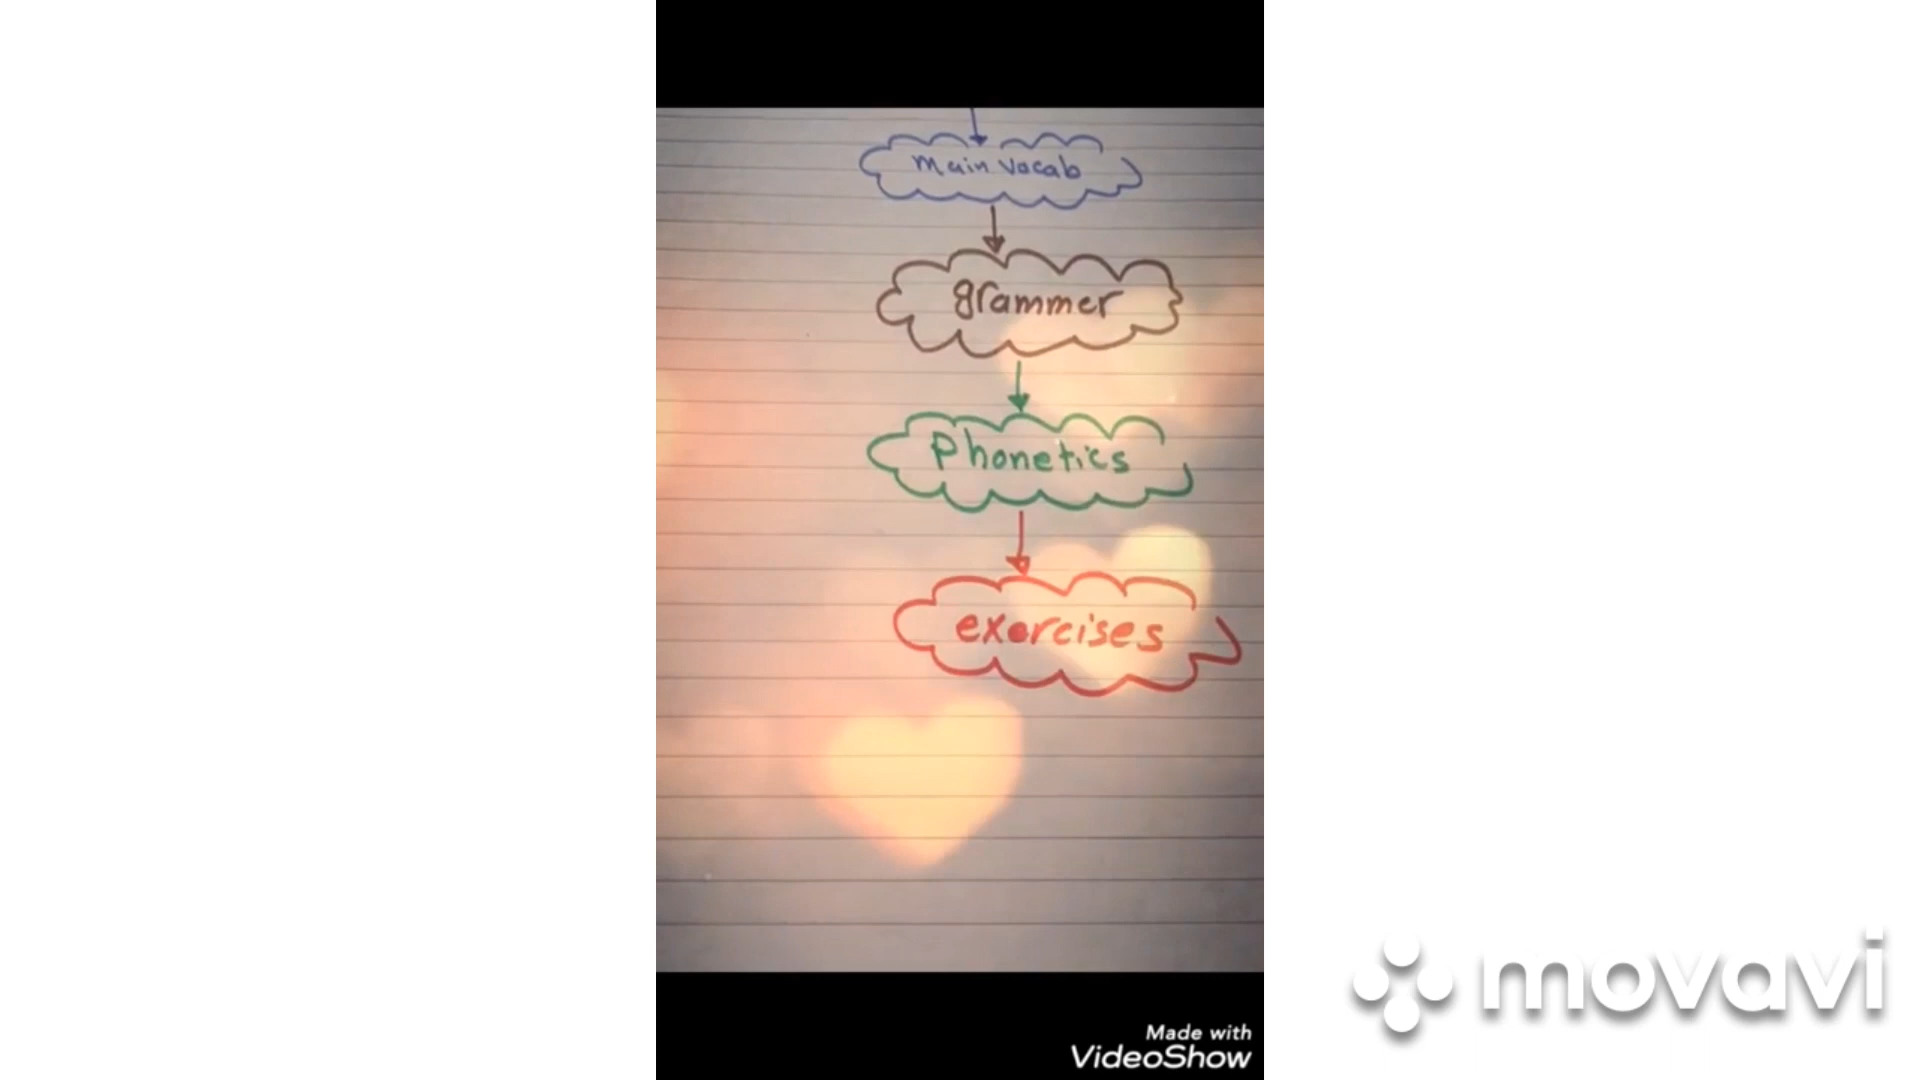 main vocab
grammer
Phonetics
exercises
Made with
VideoShow
movavi